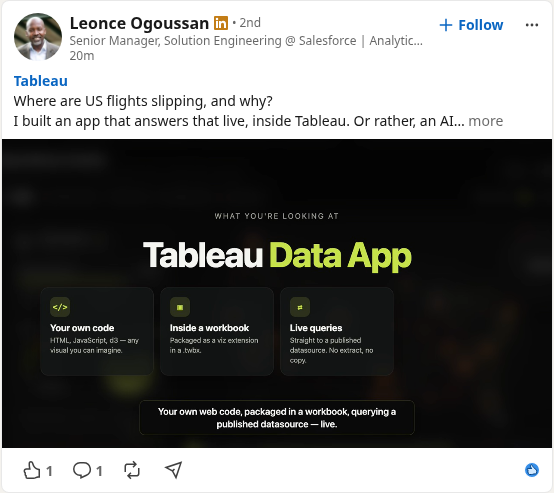 Leonce Ogoussan in • 2nd
+ Follow
Senior Manager, Solution Engineering @ Salesforce | Analytic...
20m
Tableau
Where are US flights slipping, and why?
I built an app that answers that live, inside Tableau. Or rather, an AI... more
WHAT YOU'RE LOOKING AT
Tableau Data App
</>
Your own code
HTML, JavaScript, d3 — any
visual you can imagine.
Inside a workbook
Packaged as a viz extension
in a .twbx.
⇄
Live queries
Straight to a published
datasource. No extract, no
copy.
Your own web code, packaged in a workbook, querying a
published datasource — live.
1
1